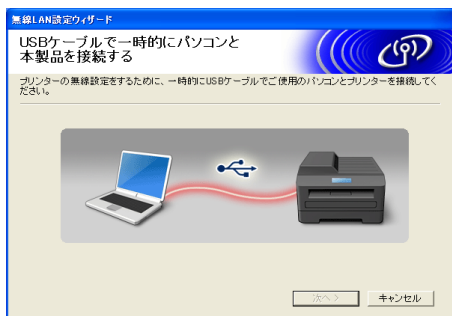 無線LAN設定ウィザード
USBケーブルで一時的にパソコンと
本製品を接続する
プリンターの無線設定をするために、一時的にUSBケーブルでご使用のパソコンとプリンターを接続してく
ださい。
次へ >
キャンセル